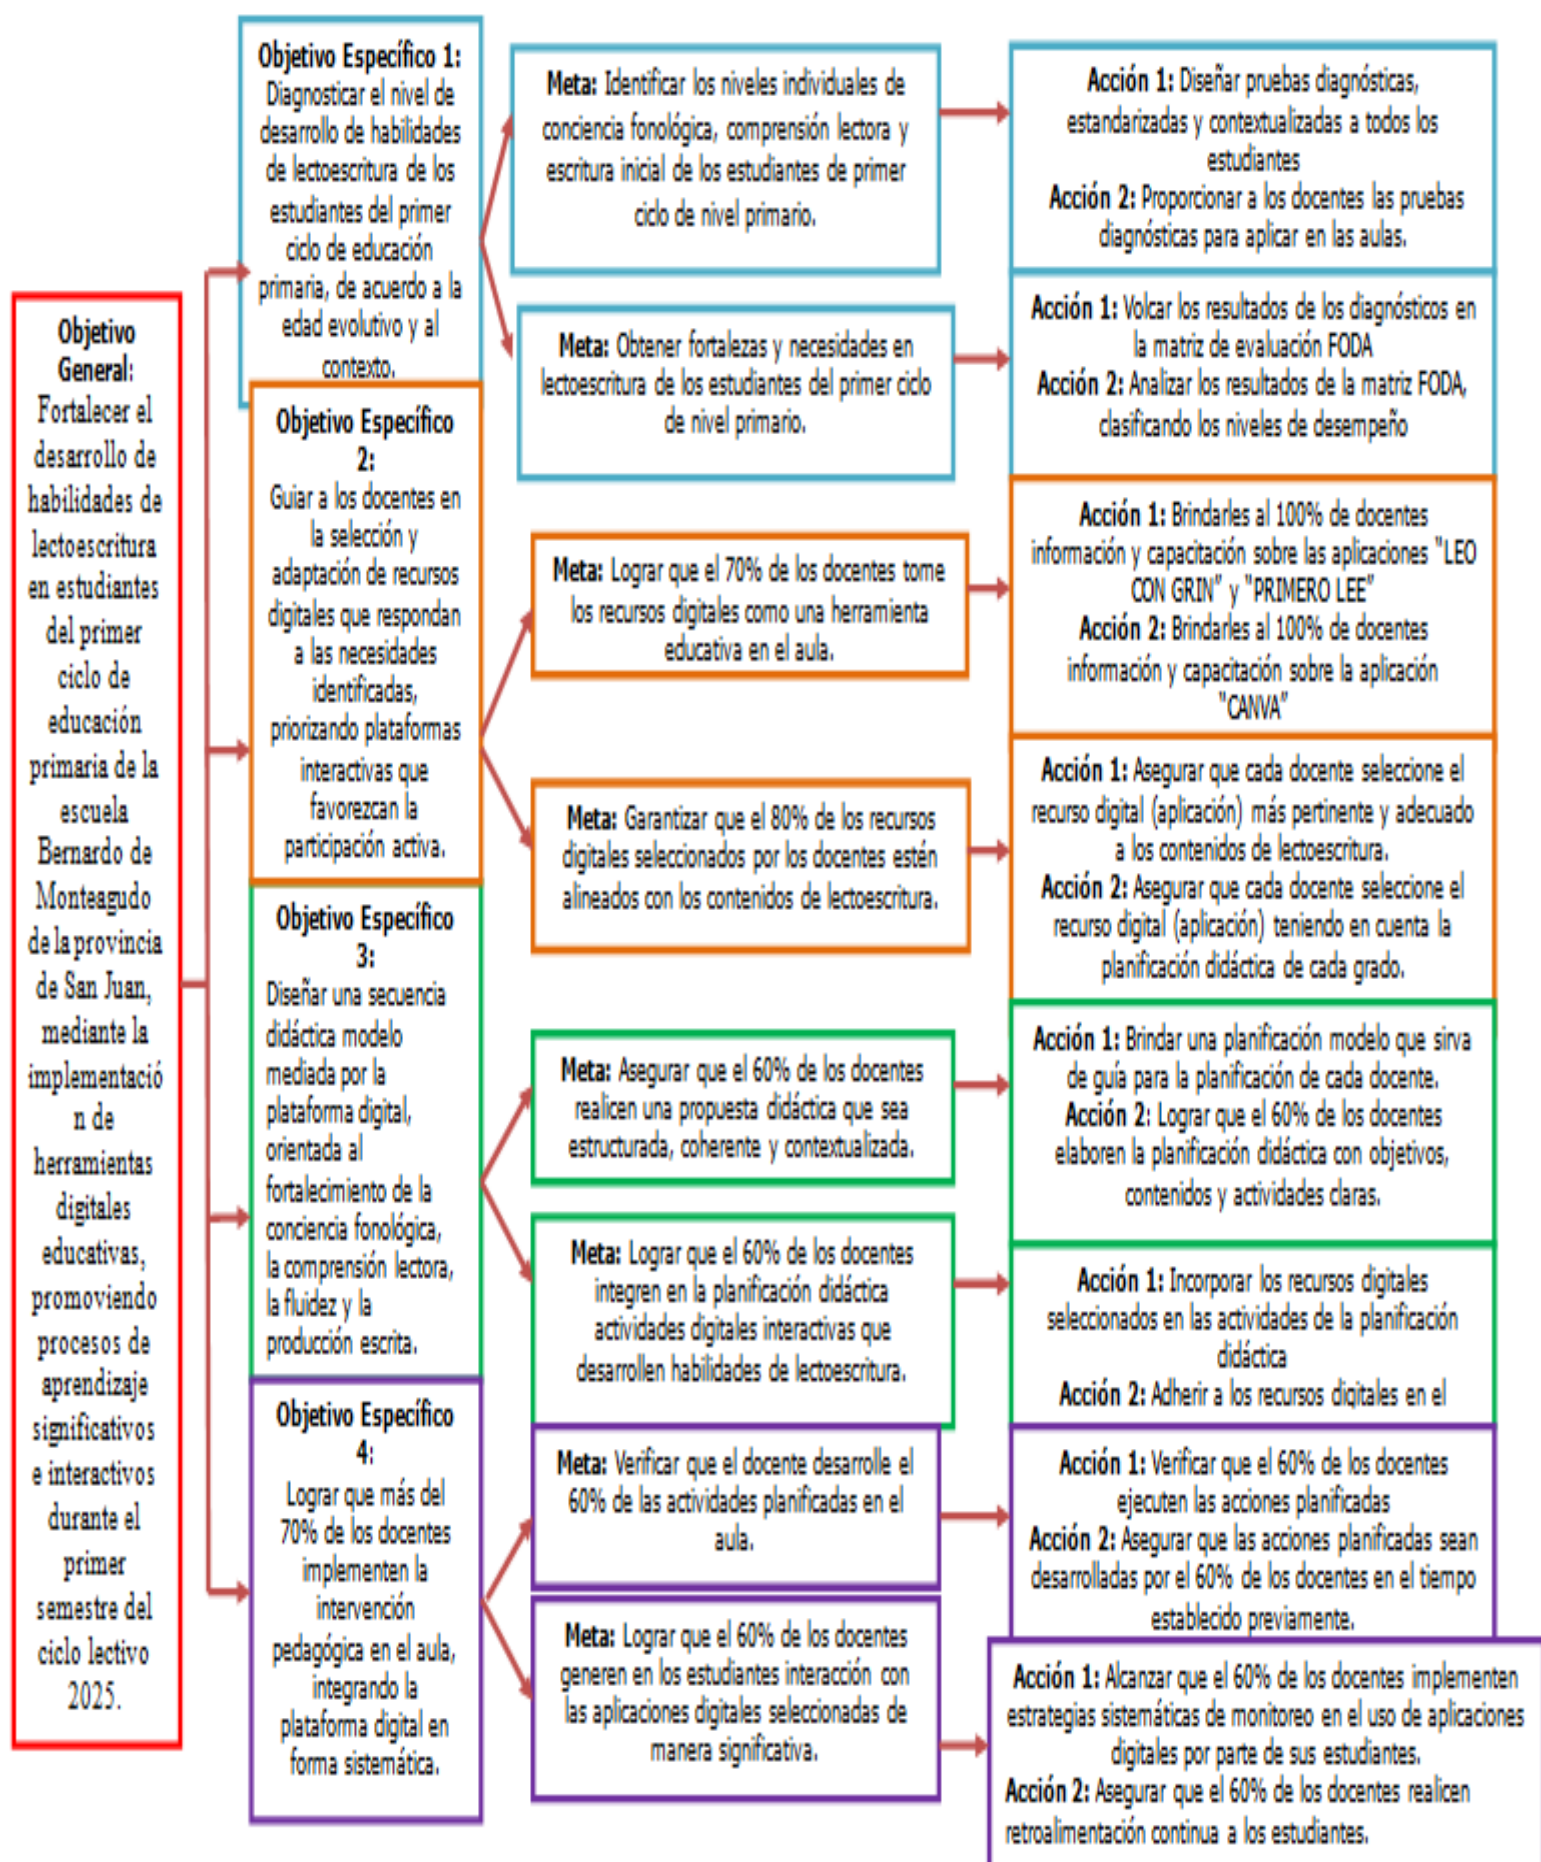 Objetivo
General:
Fortalecer el
desarrollo de
habilidades de
lectoescritura
en estudiantes
del primer
ciclo de
educación
primaria de la
escuela
Bernardo de
Monteagudo
de la provincia
de San Juan,
mediante la
implementació
n de
herramientas
digitales
educativas,
promoviendo
procesos de
aprendizaje
significativos
e interactivos
durante el
primer
semestre del
ciclo lectivo
2025.
Objetivo Específico 1:
Diagnosticar el nivel de
desarrollo de habilidades
de lectoescritura de los
estudiantes del primer
ciclo de educación
primaria, de acuerdo a la
edad evolutivo y al
contexto.
Meta: Identificar los niveles individuales de
conciencia fonológica, comprensión lectora y
escritura inicial de los estudiantes de primer
ciclo de nivel primario.
Acción 1: Diseñar pruebas diagnósticas,
estandarizadas y contextualizadas a todos los
estudiantes
Acción 2: Proporcionar a los docentes las pruebas
diagnósticas para aplicar en las aulas.
Meta: Obtener fortalezas y necesidades en
lectoescritura de los estudiantes del primer ciclo
de nivel primario.
Acción 1: Volcar los resultados de los diagnósticos en
la matriz de evaluación FODA
Acción 2: Analizar los resultados de la matriz FODA,
clasificando los niveles de desempeño
Objetivo Específico
2:
Guiar a los docentes en
la selección y
adaptación de recursos
digitales que respondan
a las necesidades
identificadas,
priorizando plataformas
interactivas que
favorezcan la
participación activa.
Meta: Lograr que el 70% de los docentes tome
los recursos digitales como una herramienta
educativa en el aula.
Acción 1: Brindarles al 100% de docentes
información y capacitación sobre las aplicaciones "LEO
CON GRIN" y "PRIMERO LEE"
Acción 2: Brindarles al 100% de docentes
información y capacitación sobre la aplicación
"CANVA"
Meta: Garantizar que el 80% de los recursos
digitales seleccionados por los docentes estén
alineados con los contenidos de lectoescritura.
Acción 1: Asegurar que cada docente seleccione el
recurso digital (aplicación) más pertinente y adecuado
a los contenidos de lectoescritura.
Acción 2: Asegurar que cada docente seleccione el
recurso digital (aplicación) teniendo en cuenta la
planificación didáctica de cada grado.
Objetivo Específico
3:
Diseñar una secuencia
didáctica modelo
mediada por la
plataforma digital,
orientada al
fortalecimiento de la
conciencia fonológica,
la comprensión lectora,
la fluidez y la
producción escrita.
Meta: Asegurar que el 60% de los docentes
realicen una propuesta didáctica que sea
estructurada, coherente y contextualizada.
Acción 1: Brindar una planificación modelo que sirva
de guía para la planificación de cada docente.
Acción 2: Lograr que el 60% de los docentes
elaboren la planificación didáctica con objetivos,
contenidos y actividades claras.
Meta: Lograr que el 60% de los docentes
integren en la planificación didáctica
actividades digitales interactivas que
desarrollen habilidades de lectoescritura.
Acción 1: Incorporar los recursos digitales
seleccionados en las actividades de la planificación
didáctica
Acción 2: Adherir a los recursos digitales en el
Objetivo Específico
4:
Lograr que más del
70% de los docentes
implementen la
intervención
pedagógica en el aula,
integrando la
plataforma digital en
forma sistemática.
Meta: Verificar que el docente desarrolle el
60% de las actividades planificadas en el
aula.
Acción 1: Verificar que el 60% de los docentes
ejecuten las acciones planificadas
Acción 2: Asegurar que las acciones planificadas sean
desarrolladas por el 60% de los docentes en el tiempo
establecido previamente.
Meta: Lograr que el 60% de los docentes
generen en los estudiantes interacción con
las aplicaciones digitales seleccionadas de
manera significativa.
Acción 1: Alcanzar que el 60% de los docentes implementen
estrategias sistemáticas de monitoreo en el uso de aplicaciones
digitales por parte de sus estudiantes.
Acción 2: Asegurar que el 60% de los docentes realicen
retroalimentación continua a los estudiantes.